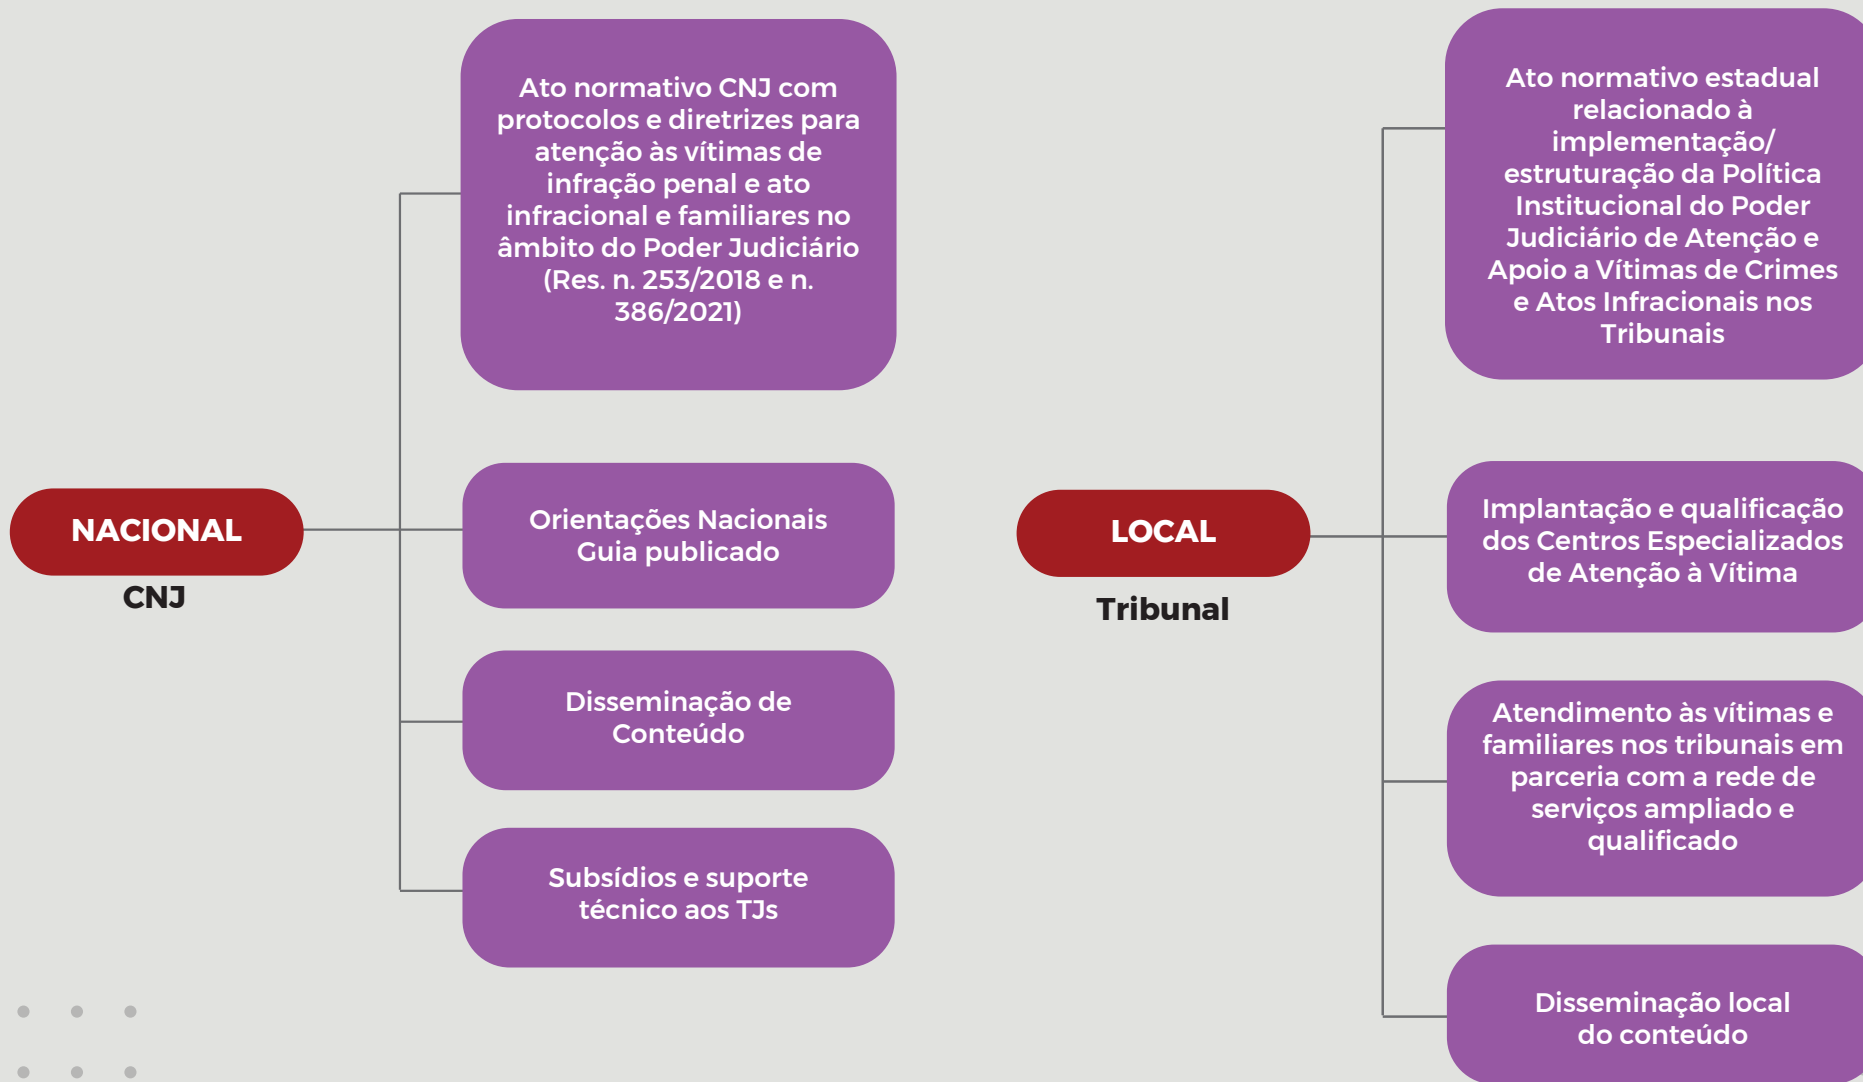 NACIONAL
CNJ
Ato normativo CNJ com
protocolos e diretrizes para
atenção às vítimas de
infração penal e ato
infracional e familiares no
âmbito do Poder Judiciário
(Res. n. 253/2018 e n.
386/2021)
Orientações Nacionais
Guia publicado
Disseminação de
Conteúdo
Subsídios e suporte
técnico aos TJs
LOCAL
Tribunal
Ato normativo estadual
relacionado à
implementação/
estruturação da Política
Institucional do Poder
Judiciário de Atenção e
Apoio a Vítimas de Crimes
e Atos Infracionais nos
Tribunais
Implantação e qualificação
dos Centros Especializados
de Atenção à Vítima
Atendimento às vítimas e
familiares nos tribunais em
parceria com a rede de
serviços ampliado e
qualificado
Disseminação local
do conteúdo